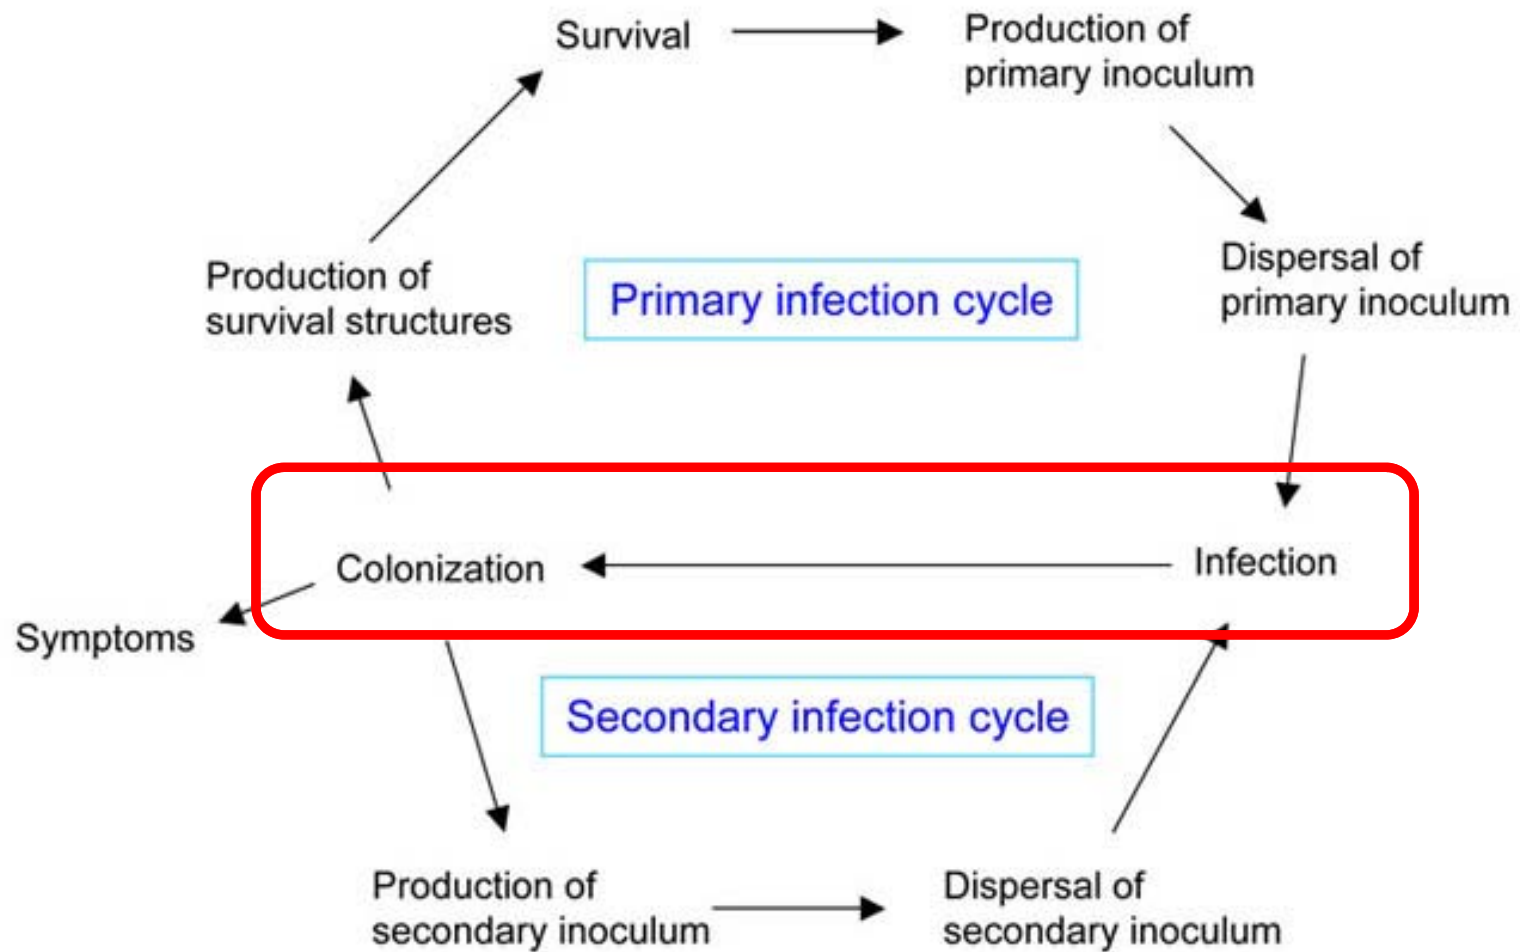 Survival
Production of
primary inoculum
Production of
survival structures
Primary infection cycle
Dispersal of
primary inoculum
Colonization
Infection
Symptoms
Secondary infection cycle
Production of
secondary inoculum
Dispersal of
secondary inoculum